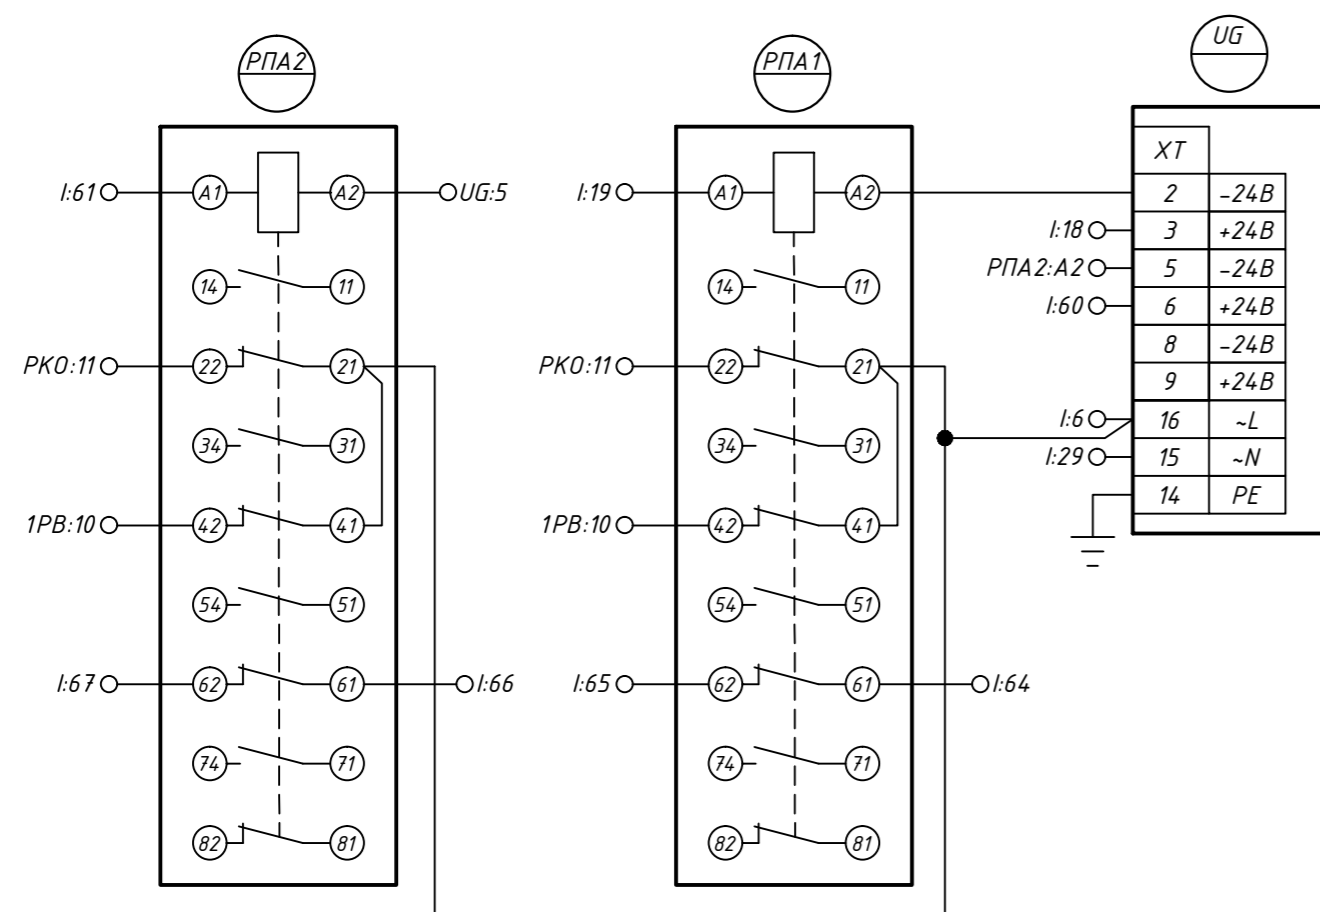 РПА2
I:61 A1 A2 UG:5
14 11
РКО:11 22 21
34 31
1РВ:10 42 41
54 51
I:67 62 61 I:66
74 71
82 81
РПА1
I:19 A1 A2
14 11
РКО:11 22 21
34 31
1РВ:10 42 41
54 51
I:65 62 61 I:64
74 71
82 81
UG
XT
2 -24В
I:18 3 +24В
РПА2:А2 5 -24В
I:60 6 +24В
8 -24В
9 +24В
I:6 16 ~L
I:29 15 ~N
14 PE